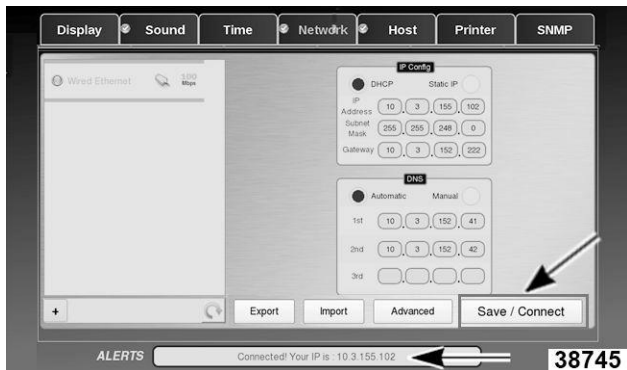 Display Sound Time Network Host Printer SNMP
Wired Ethernet 100 Mbps
IP Config
DHCP Static IP
IP Address 10 . 3 . 155 . 102
Subnet Mask 255 . 255 . 248 . 0
Gateway 10 . 3 . 152 . 222
DNS
Automatic Manual
1st 10 . 3 . 152 . 41
2nd 10 . 3 . 152 . 42
3rd . . .
+ Export Import Advanced Save / Connect
ALERTS Connected! Your IP is : 10.3.155.102
38745